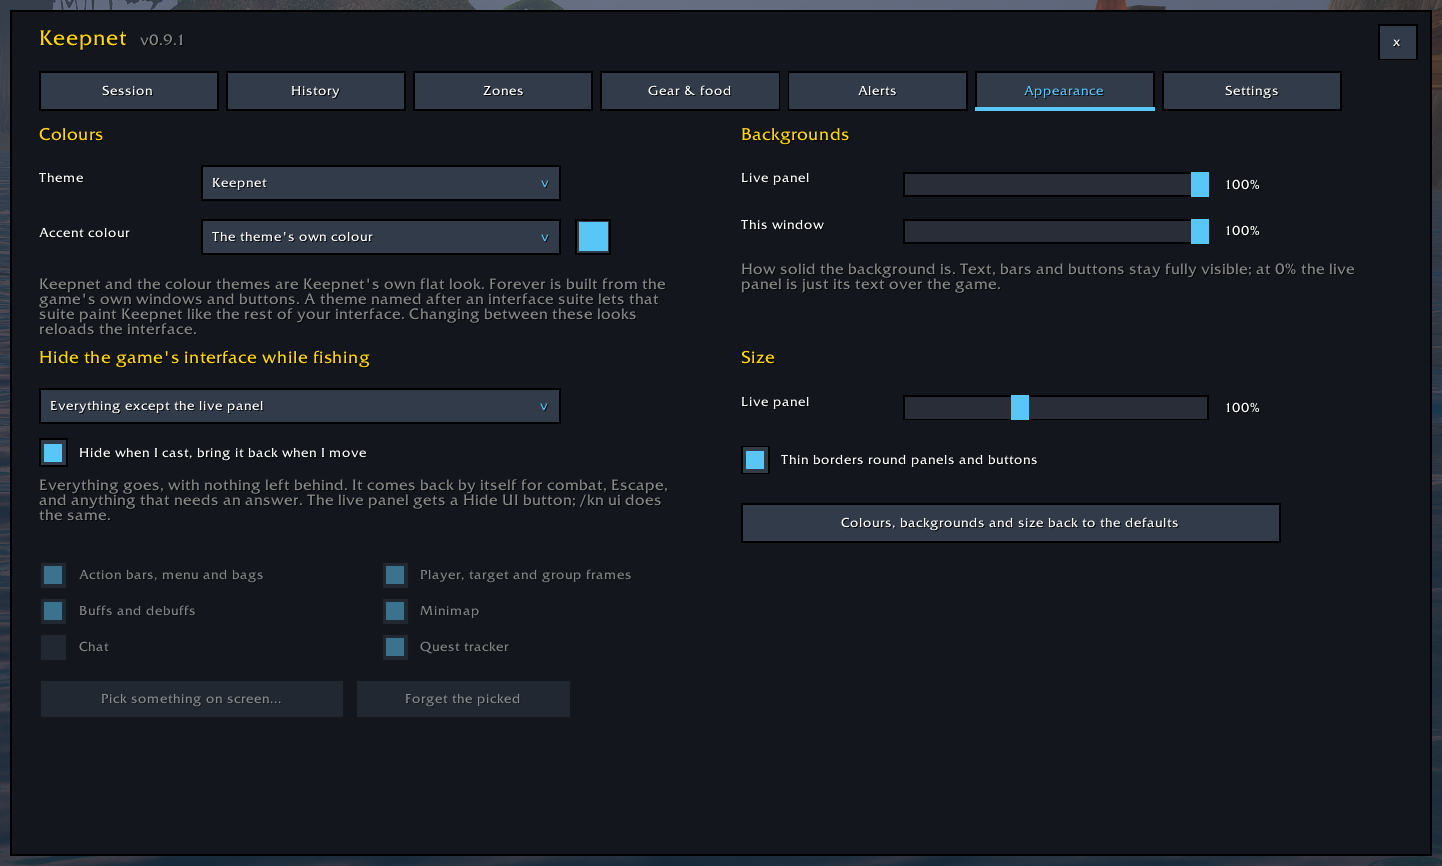 Keepnet v0.9.1
x
Session
History
Zones
Gear & food
Alerts
Appearance
Settings
Colours
Theme
Keepnet
v
Accent colour
The theme's own colour
v
Keepnet and the colour themes are Keepnet's own flat look. Forever is built from the
game's own windows and buttons. A theme named after an interface suite lets that
suite paint Keepnet like the rest of your interface. Changing between these looks
reloads the interface.
Backgrounds
Live panel
100%
This window
100%
How solid the background is. Text, bars and buttons stay fully visible; at 0% the live
panel is just its text over the game.
Hide the game's interface while fishing
Everything except the live panel
v
Hide when I cast, bring it back when I move
Everything goes, with nothing left behind. It comes back by itself for combat, Escape,
and anything that needs an answer. The live panel gets a Hide UI button; /kn ui does
the same.
Action bars, menu and bags
Player, target and group frames
Buffs and debuffs
Minimap
Chat
Quest tracker
Pick something on screen...
Forget the picked
Size
Live panel
100%
Thin borders round panels and buttons
Colours, backgrounds and size back to the defaults